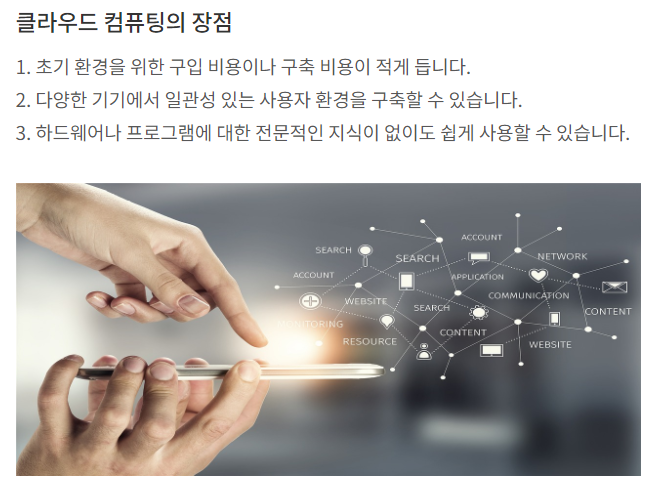 클라우드 컴퓨팅의 장점
1. 초기 환경을 위한 구입 비용이나 구축 비용이 적게 듭니다.
2. 다양한 기기에서 일관성 있는 사용자 환경을 구축할 수 있습니다.
3. 하드웨어나 프로그램에 대한 전문적인 지식이 없이도 쉽게 사용할 수 있습니다.
ACCOUNT
SEARCH
SEARCH
NETWORK
ACCOUNT
APPLICATION
COMMUNICATION
WEBSITE
SEARCH
CONTENT
MONITORING
CONTENT
RESOURCE
WEBSITE